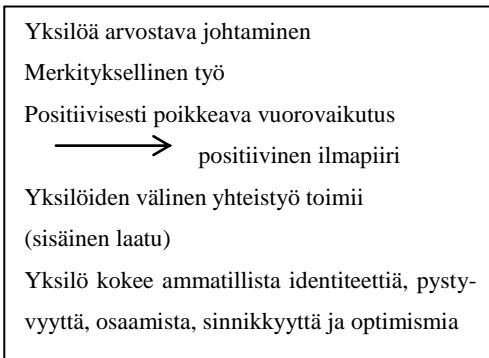 Yksilöä arvostava johtaminen
Merkityksellinen työ
Positiivisesti poikkeava vuorovaikutus
positiivinen ilmapiiri
Yksilöiden välinen yhteistyö toimii
(sisäinen laatu)
Yksilö kokee ammatillista identiteettiä, pysty-
vyyttä, osaamista, sinnikkyyttä ja optimismia